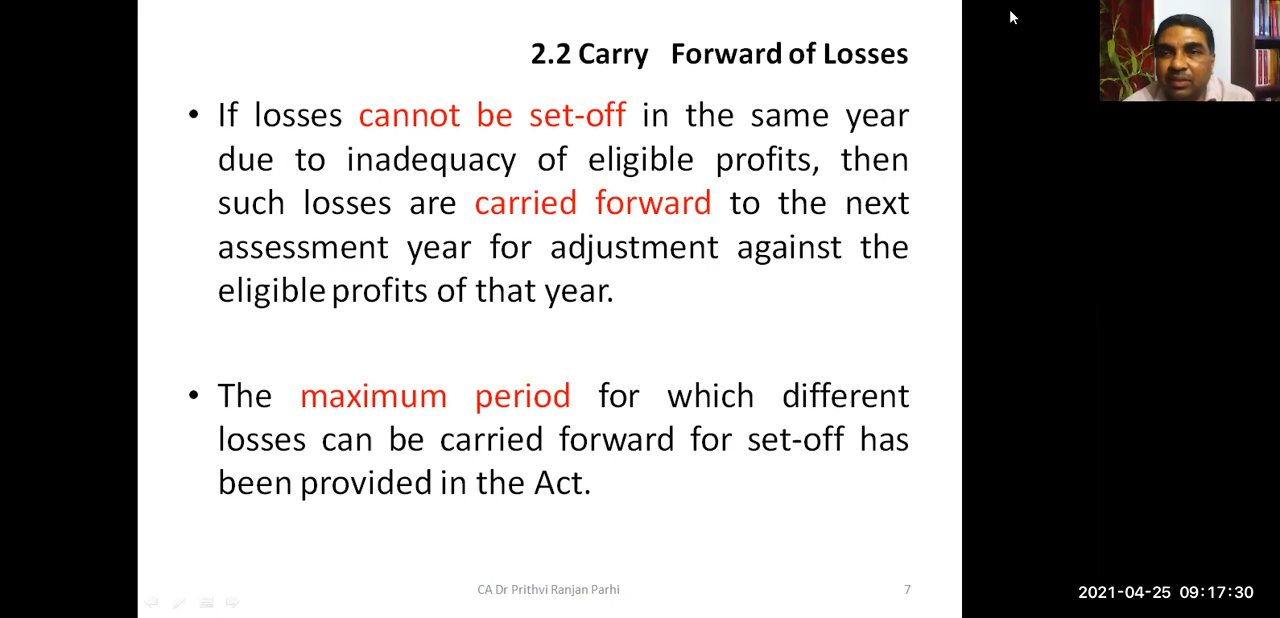 2.2 Carry Forward of Losses
• If losses cannot be set-off in the same year
due to inadequacy of eligible profits, then
such losses are carried forward to the next
assessment year for adjustment against the
eligible profits of that year.
• The maximum period for which different
losses can be carried forward for set-off has
been provided in the Act.
CA Dr Prithvi Ranjan Parhi
7
2021-04-25 09:17:30